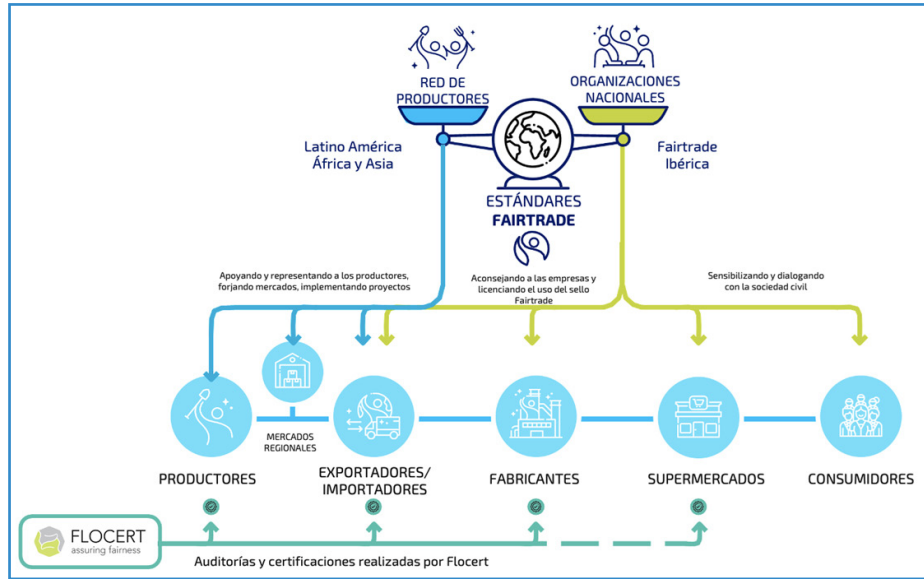 RED DE
PRODUCTORES
ORGANIZACIONES
NACIONALES
Latino América
África y Asia
Fairtrade
Ibérica
ESTÁNDARES
FAIRTRADE
Apoyando y representando a los productores,
forjando mercados, implementando proyectos
Aconsejando a las empresas y
licenciando el uso del sello
Fairtrade
Sensibilizando y dialogando
con la sociedad civil
MERCADOS
REGIONALES
PRODUCTORES
EXPORTADORES/
IMPORTADORES
FABRICANTES
SUPERMERCADOS
CONSUMIDORES
FLOCERT
assuring fairness
Auditorías y certificaciones realizadas por Flocert